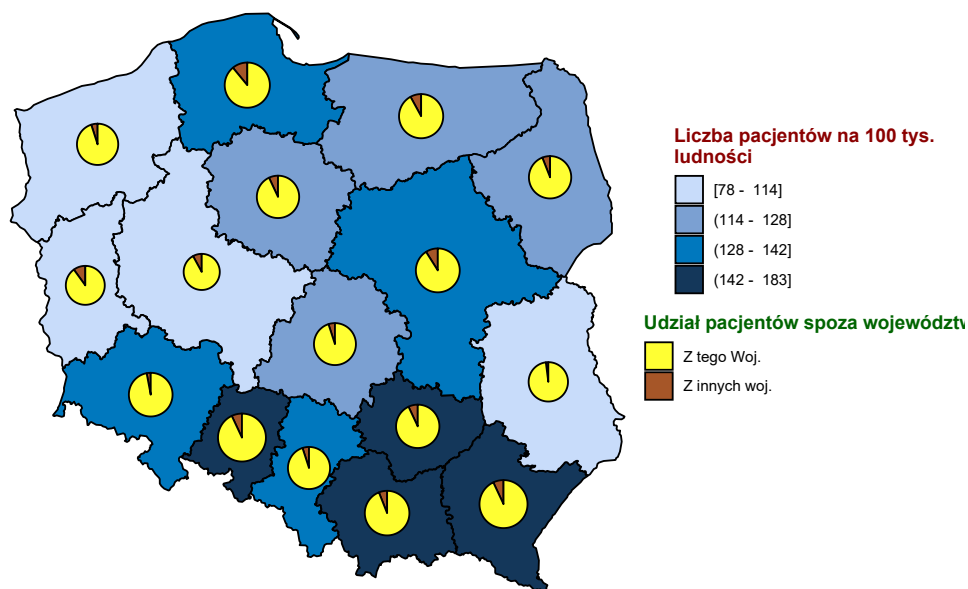 Liczba pacjentów na 100 tys.
ludności
[78 - 114]
(114 - 128]
(128 - 142]
(142 - 183]
Udział pacjentów spoza województw
Z tego Woj.
Z innych woj.